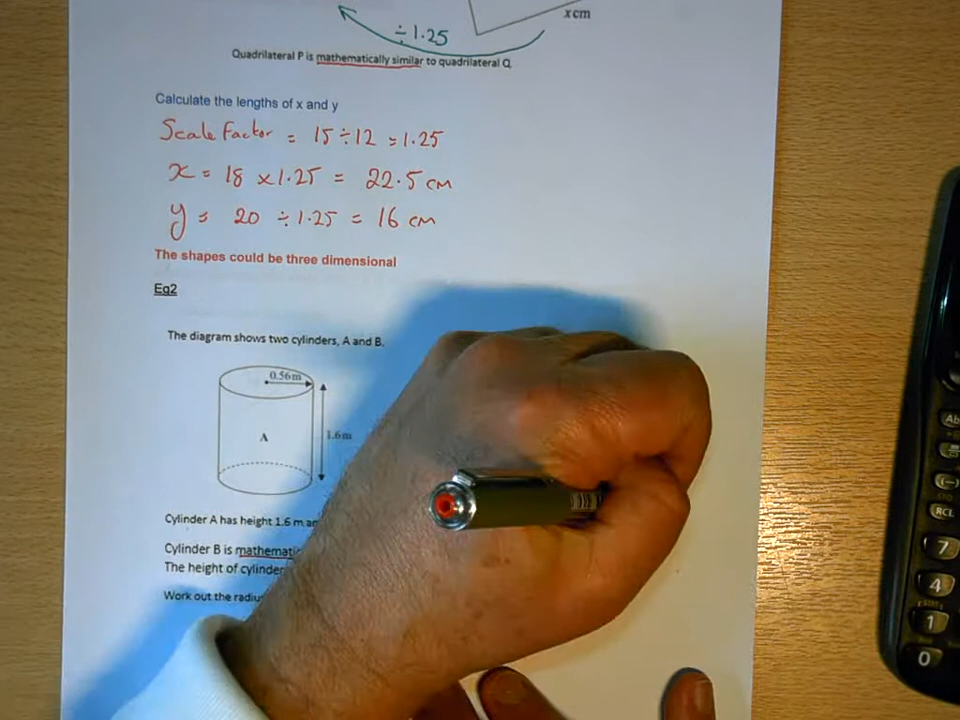 x cm
÷ 1.25
Quadrilateral P is mathematically similar to quadrilateral Q
Calculate the lengths of x and y
Scale Factor = 15 ÷ 12 = 1.25
x = 18 × 1.25 = 22.5 cm
y = 20 ÷ 1.25 = 16 cm
The shapes could be three dimensional
Eg2
The diagram shows two cylinders, A and B.
0.56m
A
1.6m
Cylinder A has height 1.6 m
Cylinder B is
The height of cylinder
Work out the
Ab
(-)
RCL
7
4
1
0